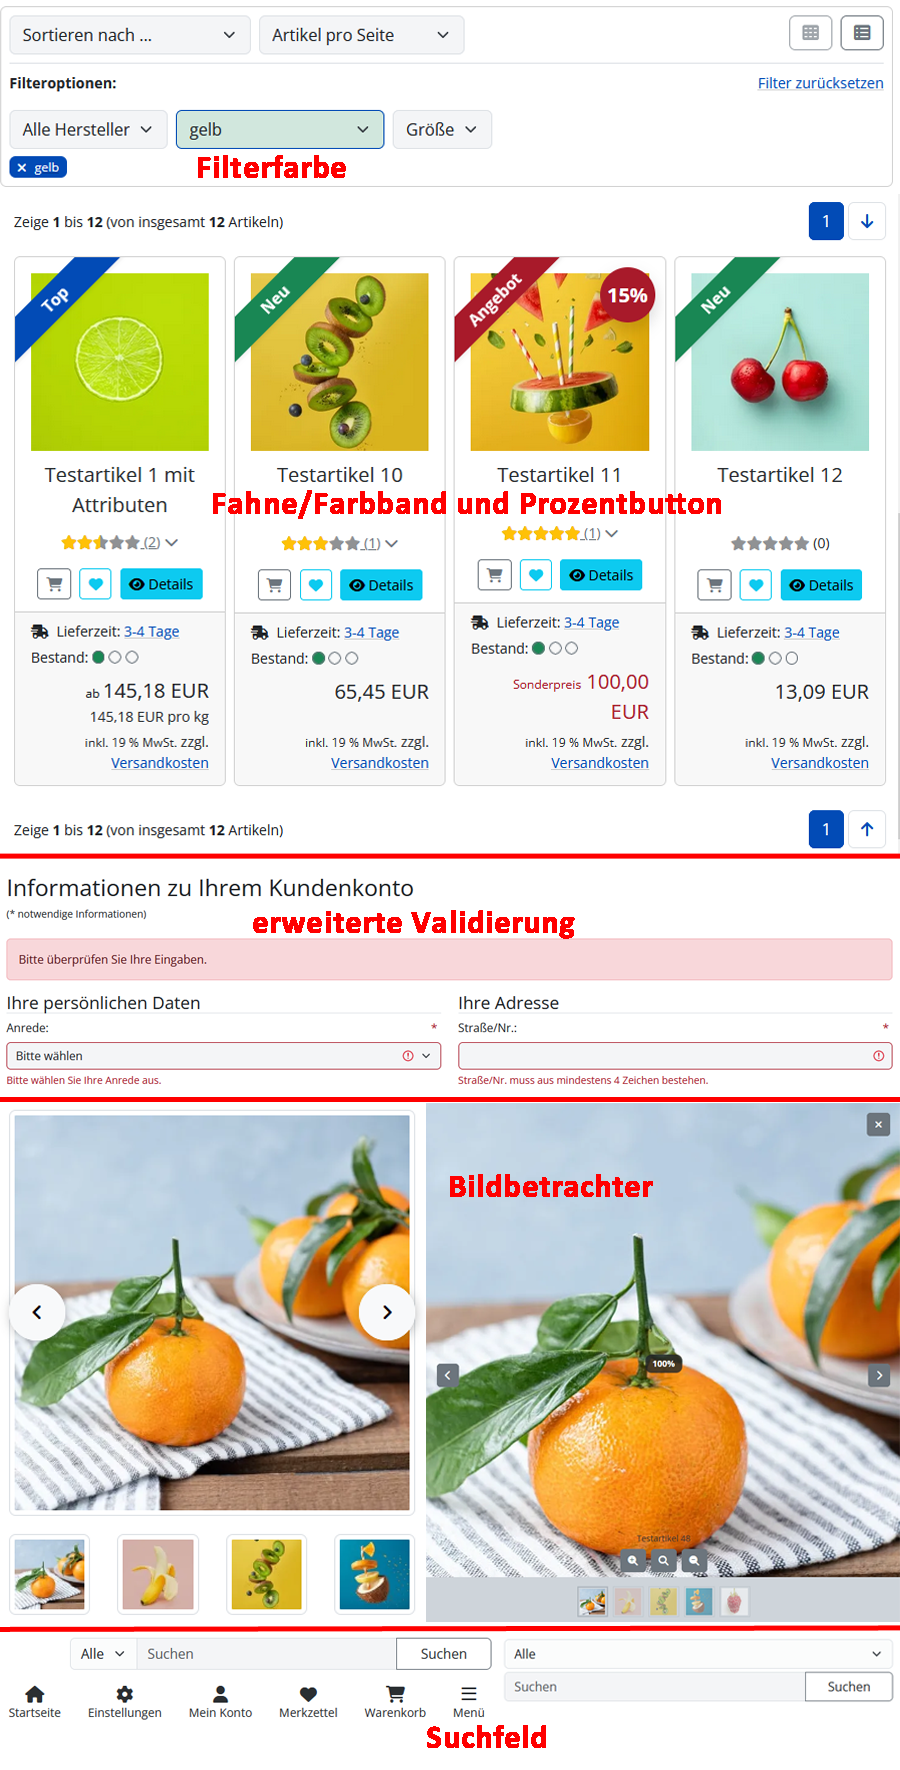 Sortieren nach ... Artikel pro Seite
Filteroptionen: Filter zurücksetzen
Alle Hersteller gelb Größe
× gelb
Filterfarbe
Zeige 1 bis 12 (von insgesamt 12 Artikeln) 1
Top Neu Angebot 15% Neu
Testartikel 1 mit Attributen
Testartikel 10
Testartikel 11
Testartikel 12
Fahne/Farbband und Prozentbutton
(2) (1) (1) (0)
Details Details Details Details
Lieferzeit: 3-4 Tage Lieferzeit: 3-4 Tage Lieferzeit: 3-4 Tage Lieferzeit: 3-4 Tage
Bestand: Bestand: Bestand: Bestand:
ab 145,18 EUR 65,45 EUR Sonderpreis 100,00 EUR 13,09 EUR
145,18 EUR pro kg
inkl. 19 % MwSt. zzgl. inkl. 19 % MwSt. zzgl. inkl. 19 % MwSt. zzgl. inkl. 19 % MwSt. zzgl.
Versandkosten Versandkosten Versandkosten Versandkosten
Zeige 1 bis 12 (von insgesamt 12 Artikeln) 1
Informationen zu Ihrem Kundenkonto
(* notwendige Informationen)
erweiterte Validierung
Bitte überprüfen Sie Ihre Eingaben.
Ihre persönlichen Daten Ihre Adresse
Anrede: * Straße/Nr.: *
Bitte wählen
Bitte wählen Sie Ihre Anrede aus. Straße/Nr. muss aus mindestens 4 Zeichen bestehen.
Bildbetrachter
100%
Testartikel 48
Alle Suchen Suchen Alle
Suchen Suchen
Startseite Einstellungen Mein Konto Merkzettel Warenkorb Menü
Suchfeld